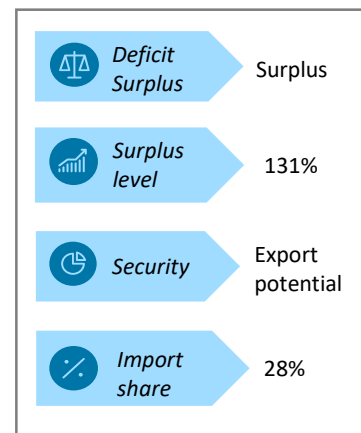 Deficit
Surplus
Surplus
Surplus
level
131%
Security
Export
potential
Import
share
28%